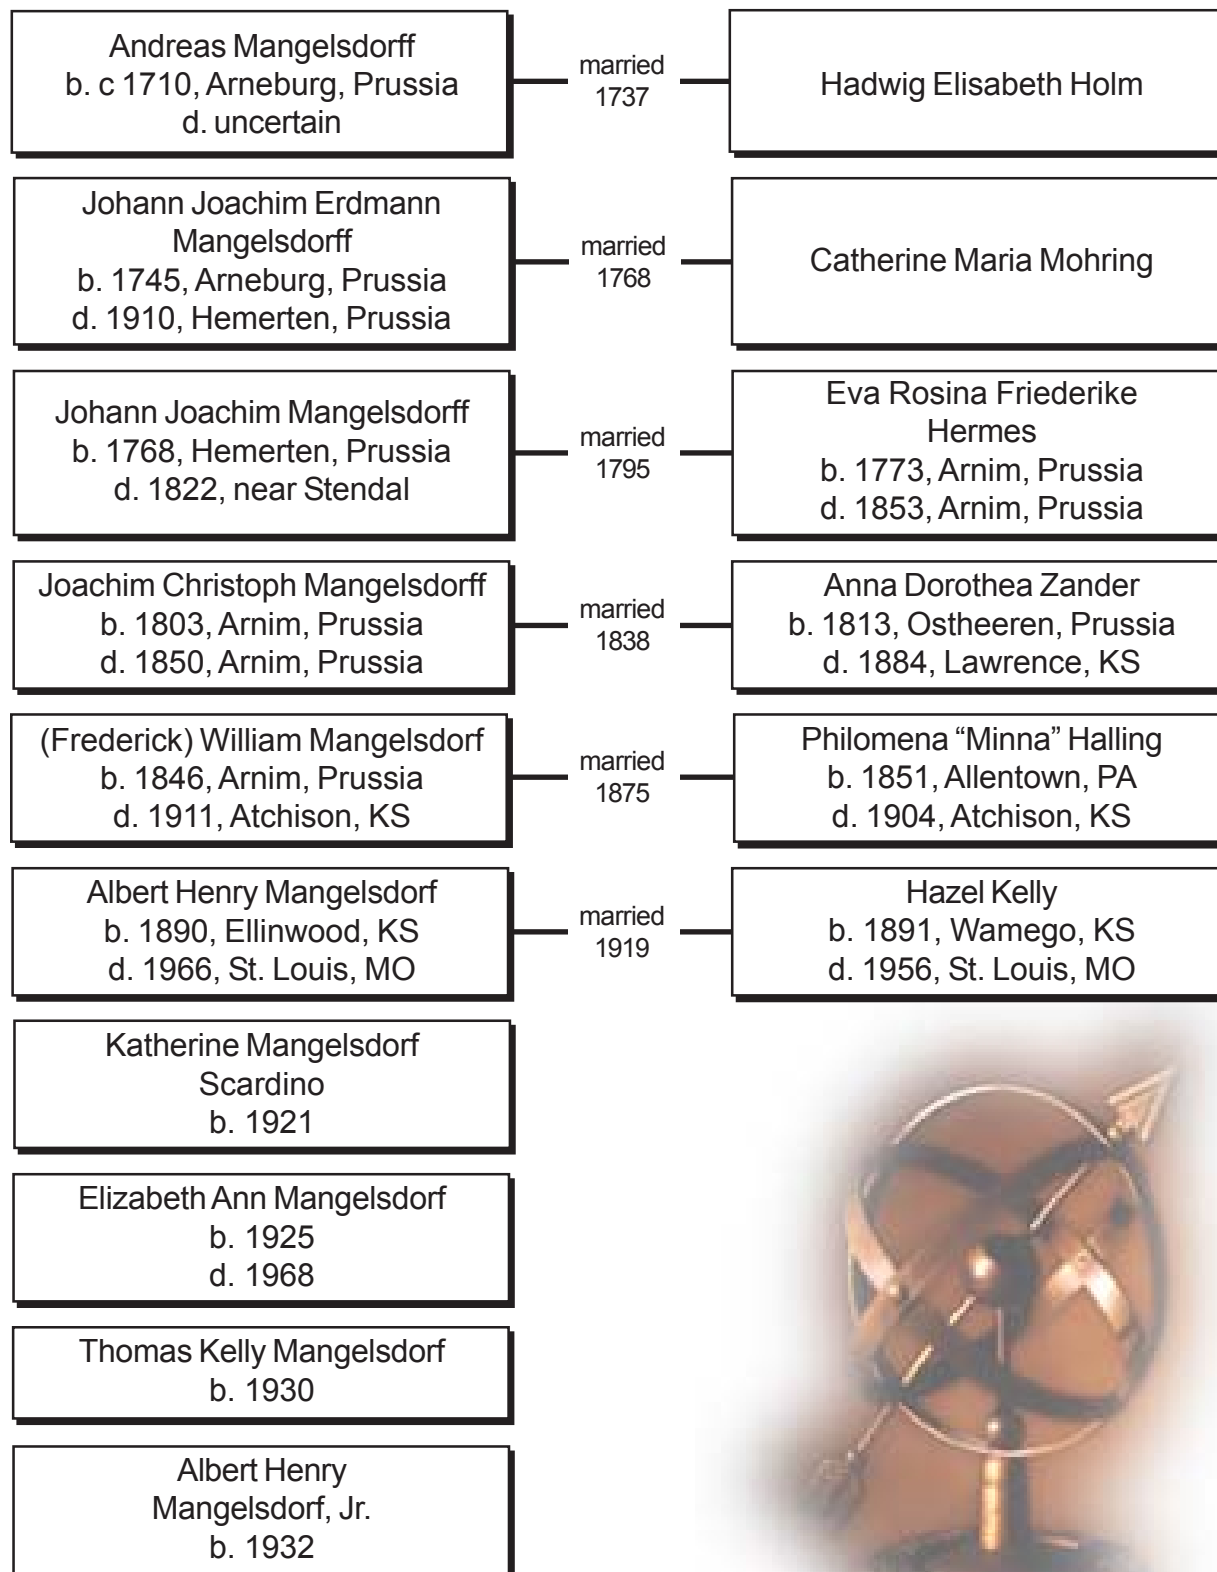 Andreas Mangelsdorff
b. c 1710, Arneburg, Prussia
d. uncertain
married
1737
Hadwig Elisabeth Holm
Johann Joachim Erdmann
Mangelsdorff
b. 1745, Arneburg, Prussia
d. 1910, Hemerten, Prussia
married
1768
Catherine Maria Mohring
Johann Joachim Mangelsdorff
b. 1768, Hemerten, Prussia
d. 1822, near Stendal
married
1795
Eva Rosina Friederike
Hermes
b. 1773, Arnim, Prussia
d. 1853, Arnim, Prussia
Joachim Christoph Mangelsdorff
b. 1803, Arnim, Prussia
d. 1850, Arnim, Prussia
married
1838
Anna Dorothea Zander
b. 1813, Ostheeren, Prussia
d. 1884, Lawrence, KS
(Frederick) William Mangelsdorf
b. 1846, Arnim, Prussia
d. 1911, Atchison, KS
married
1875
Philomena “Minna” Halling
b. 1851, Allentown, PA
d. 1904, Atchison, KS
Albert Henry Mangelsdorf
b. 1890, Ellinwood, KS
d. 1966, St. Louis, MO
married
1919
Hazel Kelly
b. 1891, Wamego, KS
d. 1956, St. Louis, MO
Katherine Mangelsdorf
Scardino
b. 1921
Elizabeth Ann Mangelsdorf
b. 1925
d. 1968
Thomas Kelly Mangelsdorf
b. 1930
Albert Henry
Mangelsdorf, Jr.
b. 1932